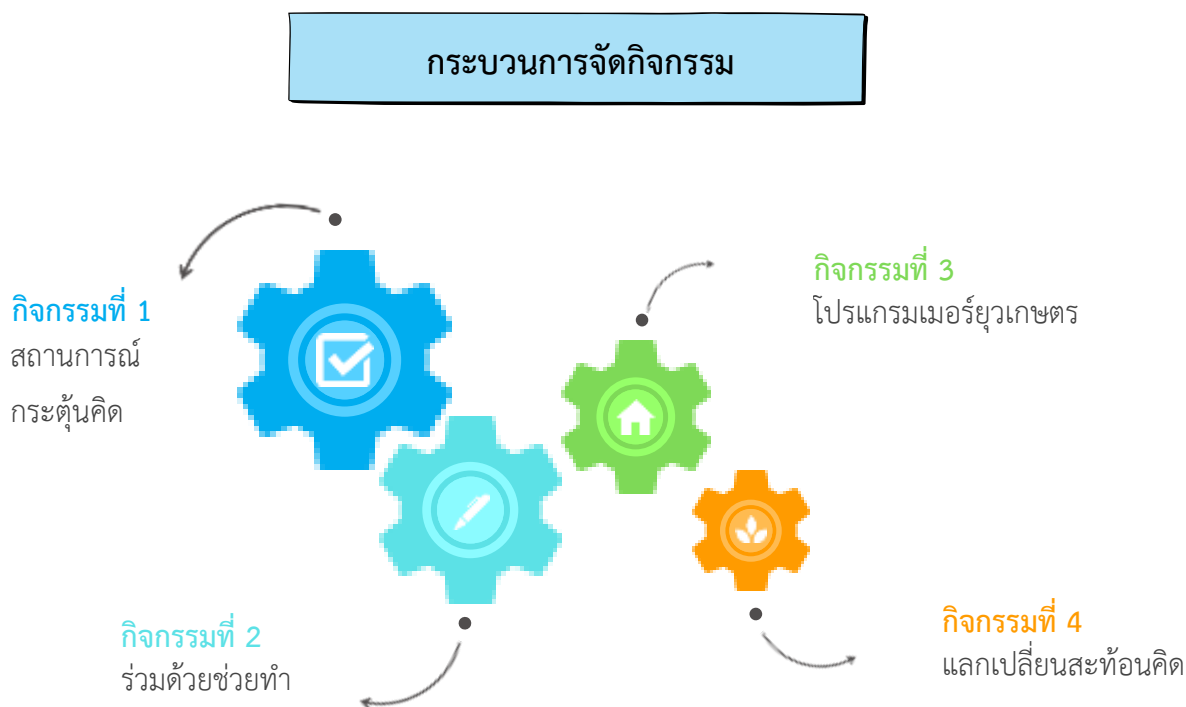 กระบวนการจัดกิจกรรม
กิจกรรมที่ 1
สถานการณ์
กระตุ้นคิด
กิจกรรมที่ 2
ร่วมด้วยช่วยทำ
กิจกรรมที่ 3
โปรแกรมเมอร์ยุวเกษตร
กิจกรรมที่ 4
แลกเปลี่ยนสะท้อนคิด